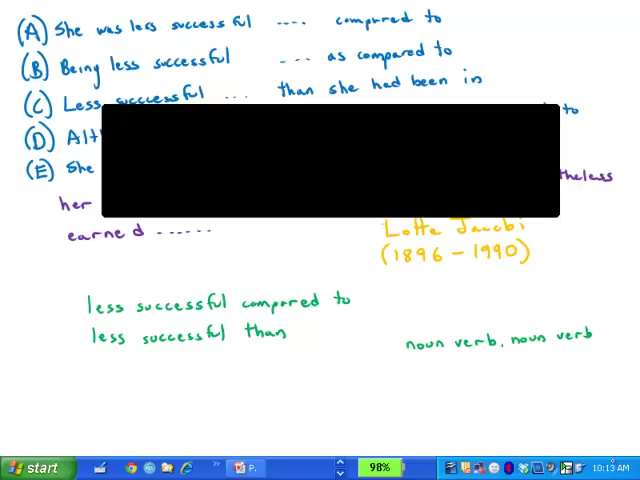 (A) She was less successful .... compared to
(B) Being less successful ... as compared to
(C) Less successful ... than she had been in
(D) Alt to
(E) She theless
her
earned ......
Lotte Jacobi
(1896 - 1990)
less successful compared to
less successful than
noun verb, noun verb
start
P.
98%
10:13 AM